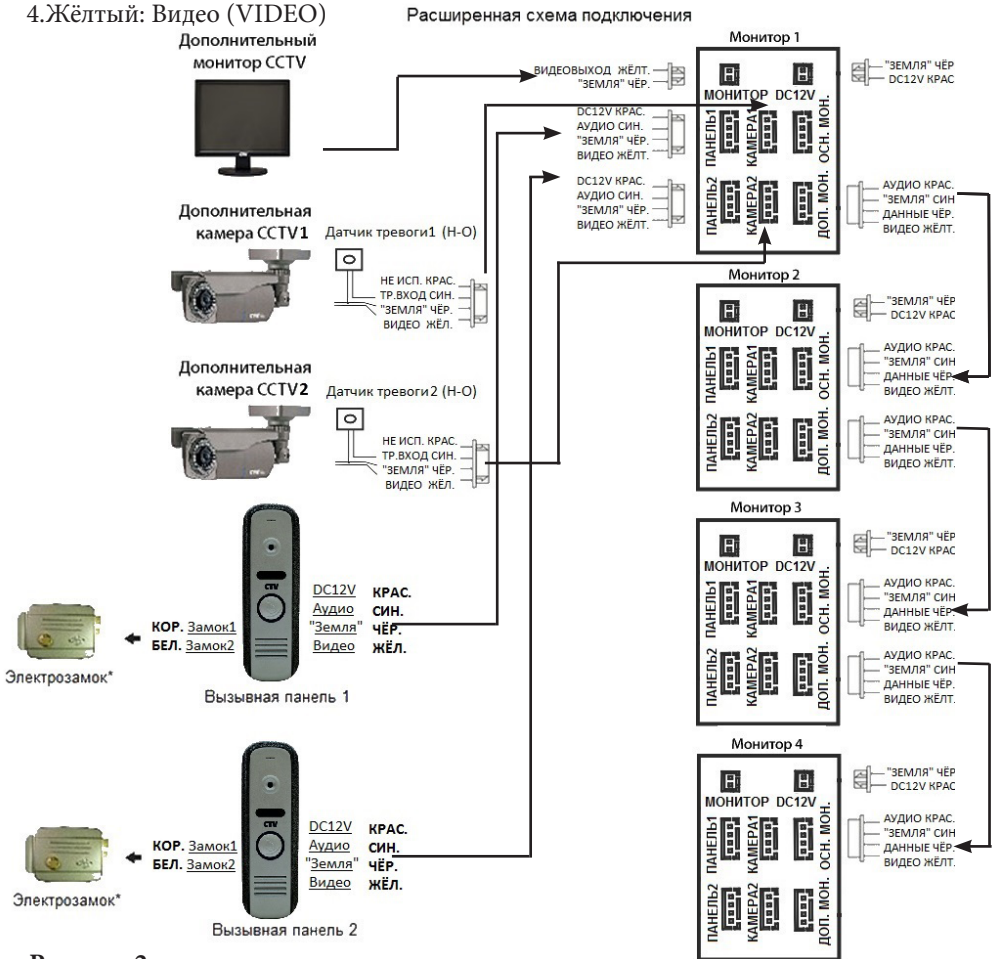 4.Жёлтый: Видео (VIDEO)
Расширенная схема подключения
Дополнительный
монитор CCTV
ВИДЕОВЫХОД ЖЁЛТ.
"ЗЕМЛЯ" ЧЁР.
DC12V КРАС.
АУДИО СИН.
"ЗЕМЛЯ" ЧЁР.
ВИДЕО ЖЁЛТ.
DC12V КРАС.
АУДИО СИН.
"ЗЕМЛЯ" ЧЁР.
ВИДЕО ЖЁЛТ.
Монитор 1
МОНИТОР DC12V
ПАНЕЛЬ1
КАМЕРА1
ОСН. МОН.
ПАНЕЛЬ2
КАМЕРА2
ДОП. МОН.
"ЗЕМЛЯ" ЧЁР
DC12V КРАС
АУДИО КРАС.
"ЗЕМЛЯ" СИН
ДАННЫЕ ЧЁР.
ВИДЕО ЖЁЛТ.
Дополнительная
камера CCTV1
Датчик тревоги1 (Н-О)
НЕ ИСП. КРАС.
ТР.ВХОД СИН.
"ЗЕМЛЯ" ЧЁР.
ВИДЕО ЖЁЛ.
Монитор 2
МОНИТОР DC12V
ПАНЕЛЬ1
КАМЕРА1
ОСН. МОН.
ПАНЕЛЬ2
КАМЕРА2
ДОП. МОН.
"ЗЕМЛЯ" ЧЁР
DC12V КРАС
АУДИО КРАС.
"ЗЕМЛЯ" СИН
ДАННЫЕ ЧЁР.
ВИДЕО ЖЁЛТ.
АУДИО КРАС.
"ЗЕМЛЯ" СИН
ДАННЫЕ ЧЁР.
ВИДЕО ЖЁЛТ.
Дополнительная
камера CCTV2
Датчик тревоги2 (Н-О)
НЕ ИСП. КРАС.
ТР.ВХОД СИН.
"ЗЕМЛЯ" ЧЁР.
ВИДЕО ЖЁЛ.
Монитор 3
МОНИТОР DC12V
ПАНЕЛЬ1
КАМЕРА1
ОСН. МОН.
ПАНЕЛЬ2
КАМЕРА2
ДОП. МОН.
"ЗЕМЛЯ" ЧЁР
DC12V КРАС
АУДИО КРАС.
"ЗЕМЛЯ" СИН
ДАННЫЕ ЧЁР.
ВИДЕО ЖЁЛТ.
АУДИО КРАС.
"ЗЕМЛЯ" СИН
ДАННЫЕ ЧЁР.
ВИДЕО ЖЁЛТ.
CTV
DC12V КРАС.
Аудио СИН.
"Земля" ЧЁР.
Видео ЖЁЛ.
КОР. Замок1
БЕЛ. Замок2
Электрозамок*
Вызывная панель 1
Монитор 4
МОНИТОР DC12V
ПАНЕЛЬ1
КАМЕРА1
ОСН. МОН.
ПАНЕЛЬ2
КАМЕРА2
ДОП. МОН.
"ЗЕМЛЯ" ЧЁР
DC12V КРАС
АУДИО КРАС.
"ЗЕМЛЯ" СИН
ДАННЫЕ ЧЁР.
ВИДЕО ЖЁЛТ.
CTV
DC12V КРАС.
Аудио СИН.
"Земля" ЧЁР.
Видео ЖЁЛ.
КОР. Замок1
БЕЛ. Замок2
Электрозамок*
Вызывная панель 2